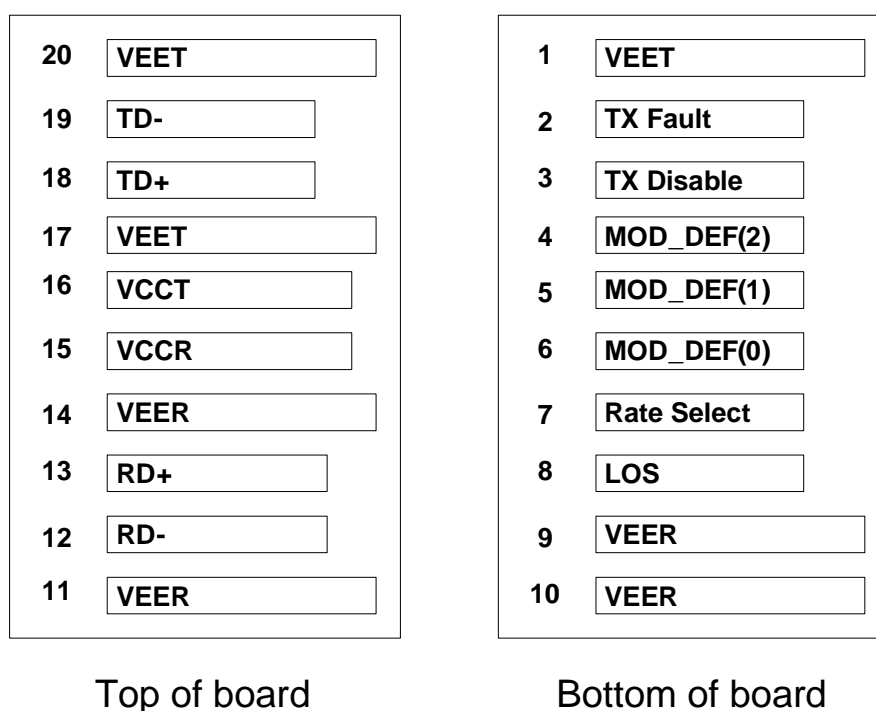 20 VEET
19 TD-
18 TD+
17 VEET
16 VCCT
15 VCCR
14 VEER
13 RD+
12 RD-
11 VEER
Top of board
1 VEET
2 TX Fault
3 TX Disable
4 MOD_DEF(2)
5 MOD_DEF(1)
6 MOD_DEF(0)
7 Rate Select
8 LOS
9 VEER
10 VEER
Bottom of board